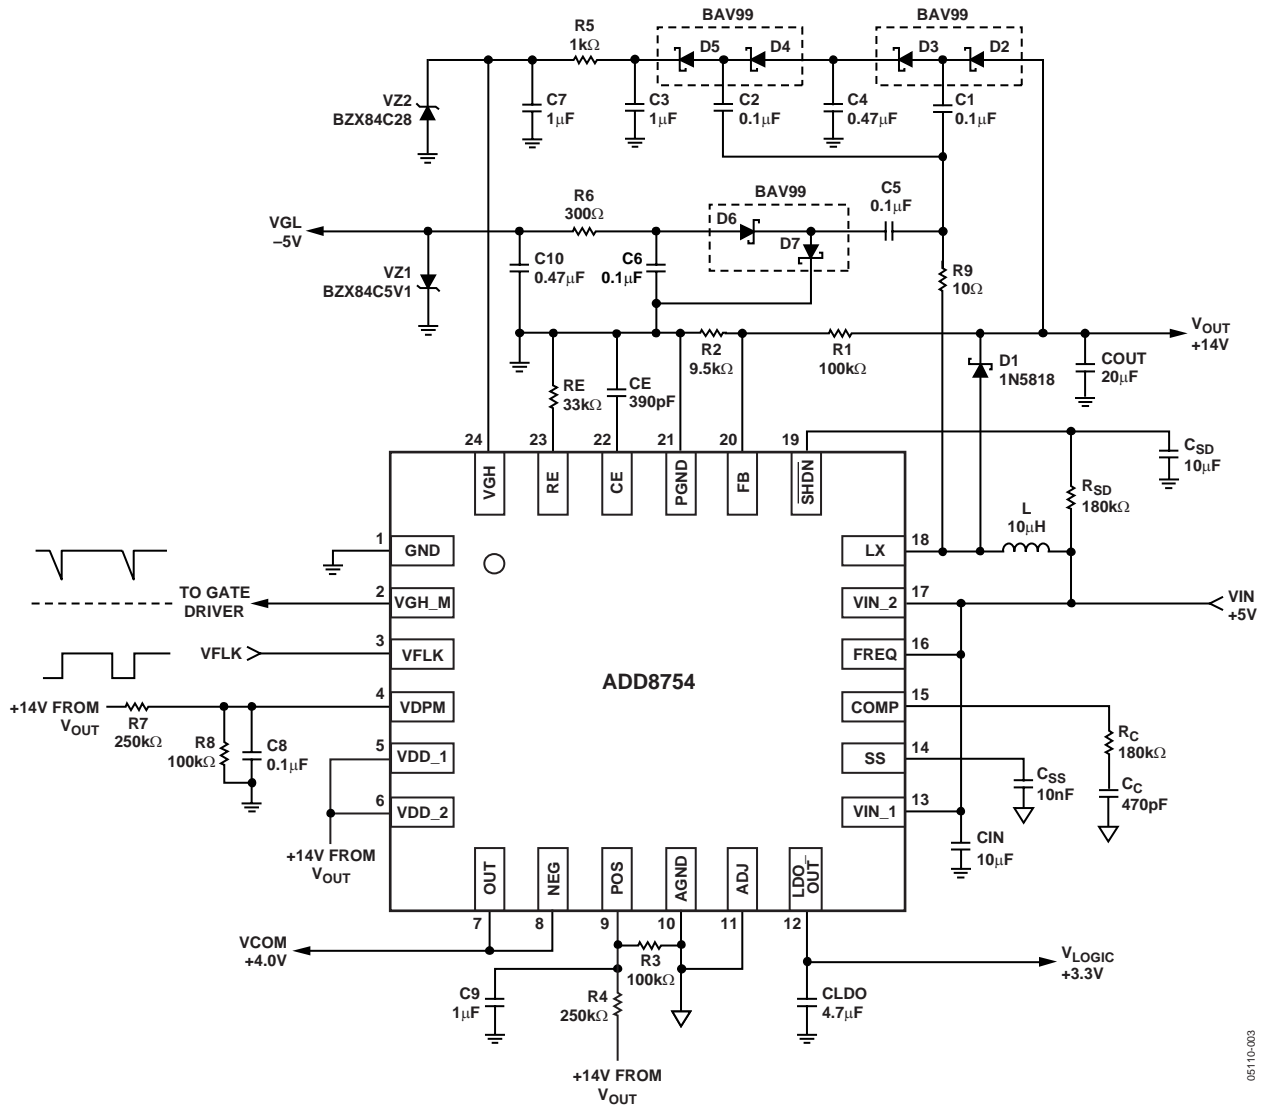 BAV99
BAV99
R5
1kΩ
D5
D4
D3
D2
VZ2
BZX84C28
C7
1µF
C3
1µF
C2
0.1µF
C4
0.47µF
C1
0.1µF
BAV99
R6
300Ω
C5
0.1µF
VGL
–5V
D6
D7
VZ1
BZX84C5V1
C10
0.47µF
C6
0.1µF
R9
10Ω
R2
9.5kΩ
R1
100kΩ
VOUT
+14V
D1
1N5818
COUT
20µF
RE
33kΩ
CE
390pF
24
23
22
21
20
19
VGH
RE
CE
PGND
FB
SHDN
CSD
10µF
RSD
180kΩ
L
10µH
1
GND
18
LX
TO GATE
DRIVER
2
VGH_M
17
VIN_2
VIN
+5V
VFLK
3
VFLK
16
FREQ
ADD8754
+14V FROM
VOUT
R7
250kΩ
4
VDPM
15
COMP
R8
100kΩ
C8
0.1µF
RC
180kΩ
5
VDD_1
14
SS
CSS
10nF
CC
470pF
6
VDD_2
13
VIN_1
+14V FROM
VOUT
CIN
10µF
OUT
NEG
POS
AGND
ADJ
LDO_
OUT
7
8
9
10
11
12
VCOM
+4.0V
R3
100kΩ
VLOGIC
+3.3V
C9
1µF
R4
250kΩ
CLDO
4.7µF
+14V FROM
VOUT
05110-003